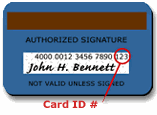 AUTHORIZED SIGNATURE
4000 0012 3456 7890 123
John H. Bennett
NOT VALID UNLESS SIGNED
Card ID #